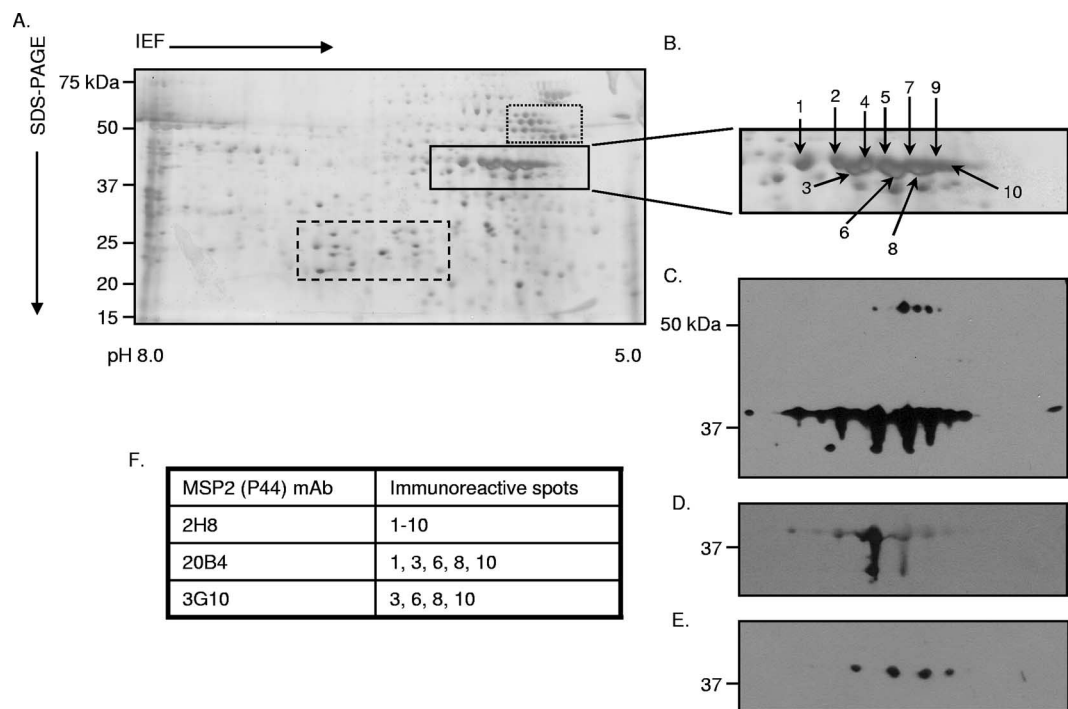 A.
IEF
SDS-PAGE
75 kDa
50
37
25
20
15
pH 8.0
5.0
B.
1
2
4
5
7
9
3
6
8
10
C.
50 kDa
37
D.
37
E.
37
F.
MSP2 (P44) mAb Immunoreactive spots
2H8 1-10
20B4 1, 3, 6, 8, 10
3G10 3, 6, 8, 10